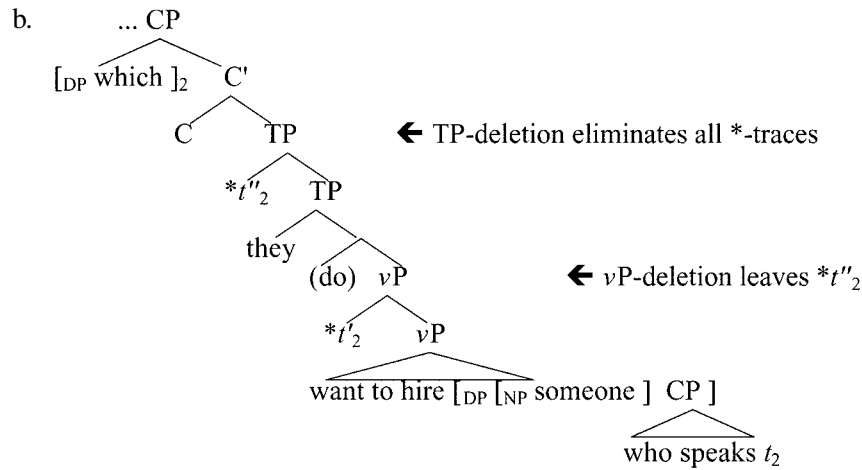 b. ... CP
[DP which ]2 C'
C TP 🡸 TP-deletion eliminates all *-traces
*t''2 TP
they
(do) vP 🡸 vP-deletion leaves *t''2
*t'2 vP
want to hire [DP [NP someone ] CP ]
who speaks t2